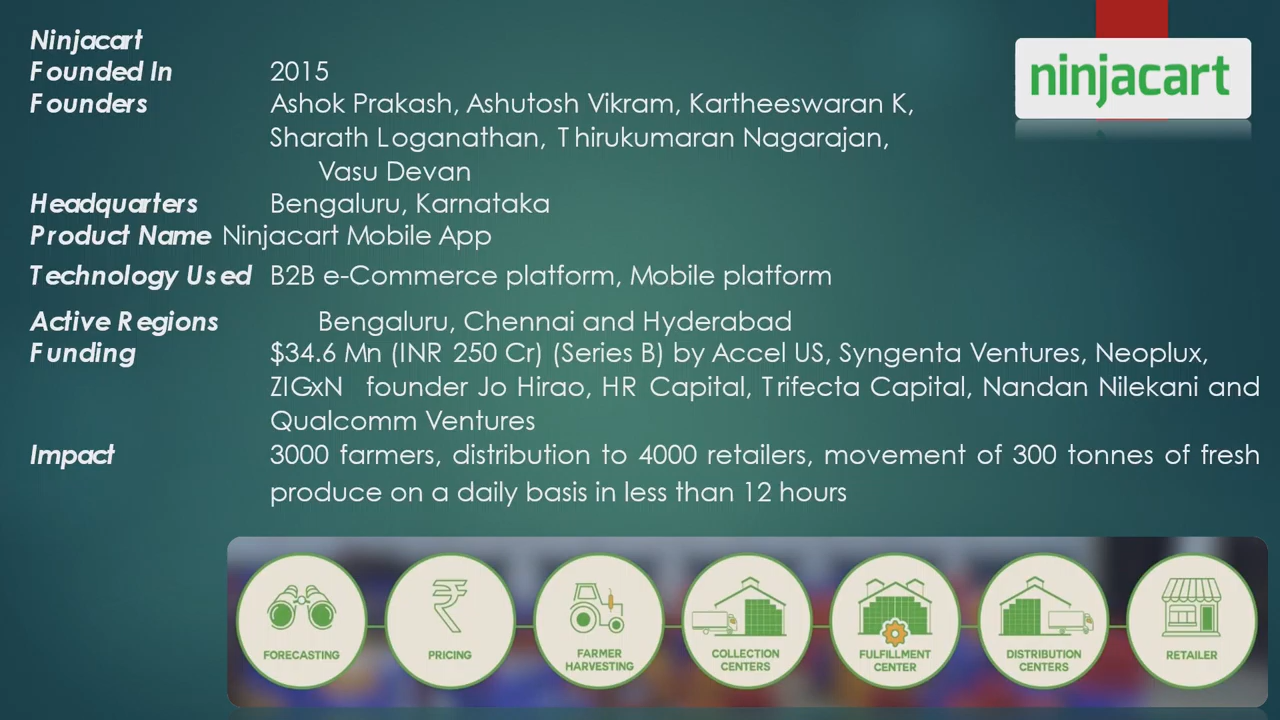 Ninjacart
ninjacart
Founded In 2015
Founders Ashok Prakash, Ashutosh Vikram, Kartheeswaran K,
Sharath Loganathan, Thirukumaran Nagarajan,
Vasu Devan
Headquarters Bengaluru, Karnataka
Product Name Ninjacart Mobile App
Technology Used B2B e-Commerce platform, Mobile platform
Active Regions Bengaluru, Chennai and Hyderabad
Funding $34.6 Mn (INR 250 Cr) (Series B) by Accel US, Syngenta Ventures, Neoplux,
ZIGxN founder Jo Hirao, HR Capital, Trifecta Capital, Nandan Nilekani and
Qualcomm Ventures
Impact 3000 farmers, distribution to 4000 retailers, movement of 300 tonnes of fresh
produce on a daily basis in less than 12 hours
FORECASTING
PRICING
FARMER
HARVESTING
COLLECTION
CENTERS
FULFILLMENT
CENTER
DISTRIBUTION
CENTERS
RETAILER